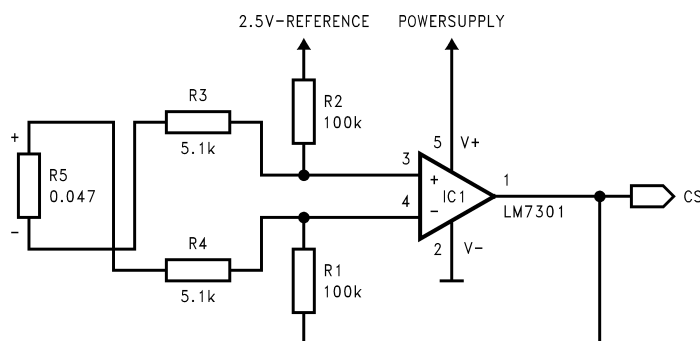 2.5V-REFERENCE
POWERSUPPLY
R3
5.1k
R2
100k
+
R5
0.047
-
5
V+
3
+
4
IC1
-
1
LM7301
CS
R4
5.1k
2
V-
R1
100k